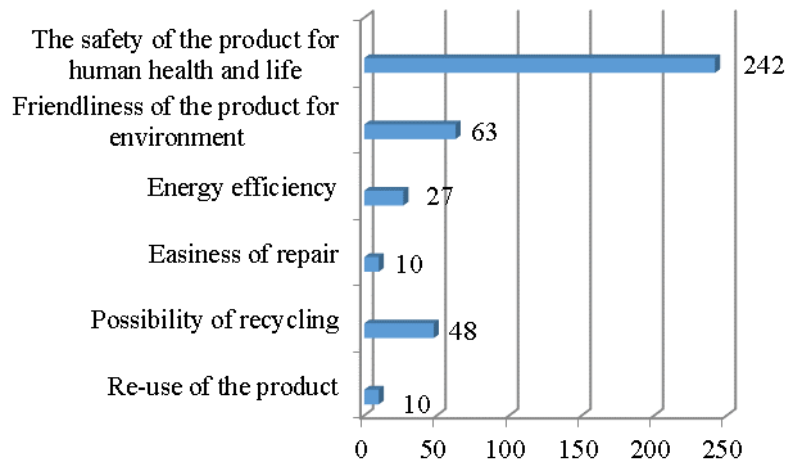 The safety of the product for
human health and life
242
Friendliness of the product for
environment
63
Energy efficiency
27
Easiness of repair
10
Possibility of recycling
48
Re-use of the product
10
0 50 100 150 200 250